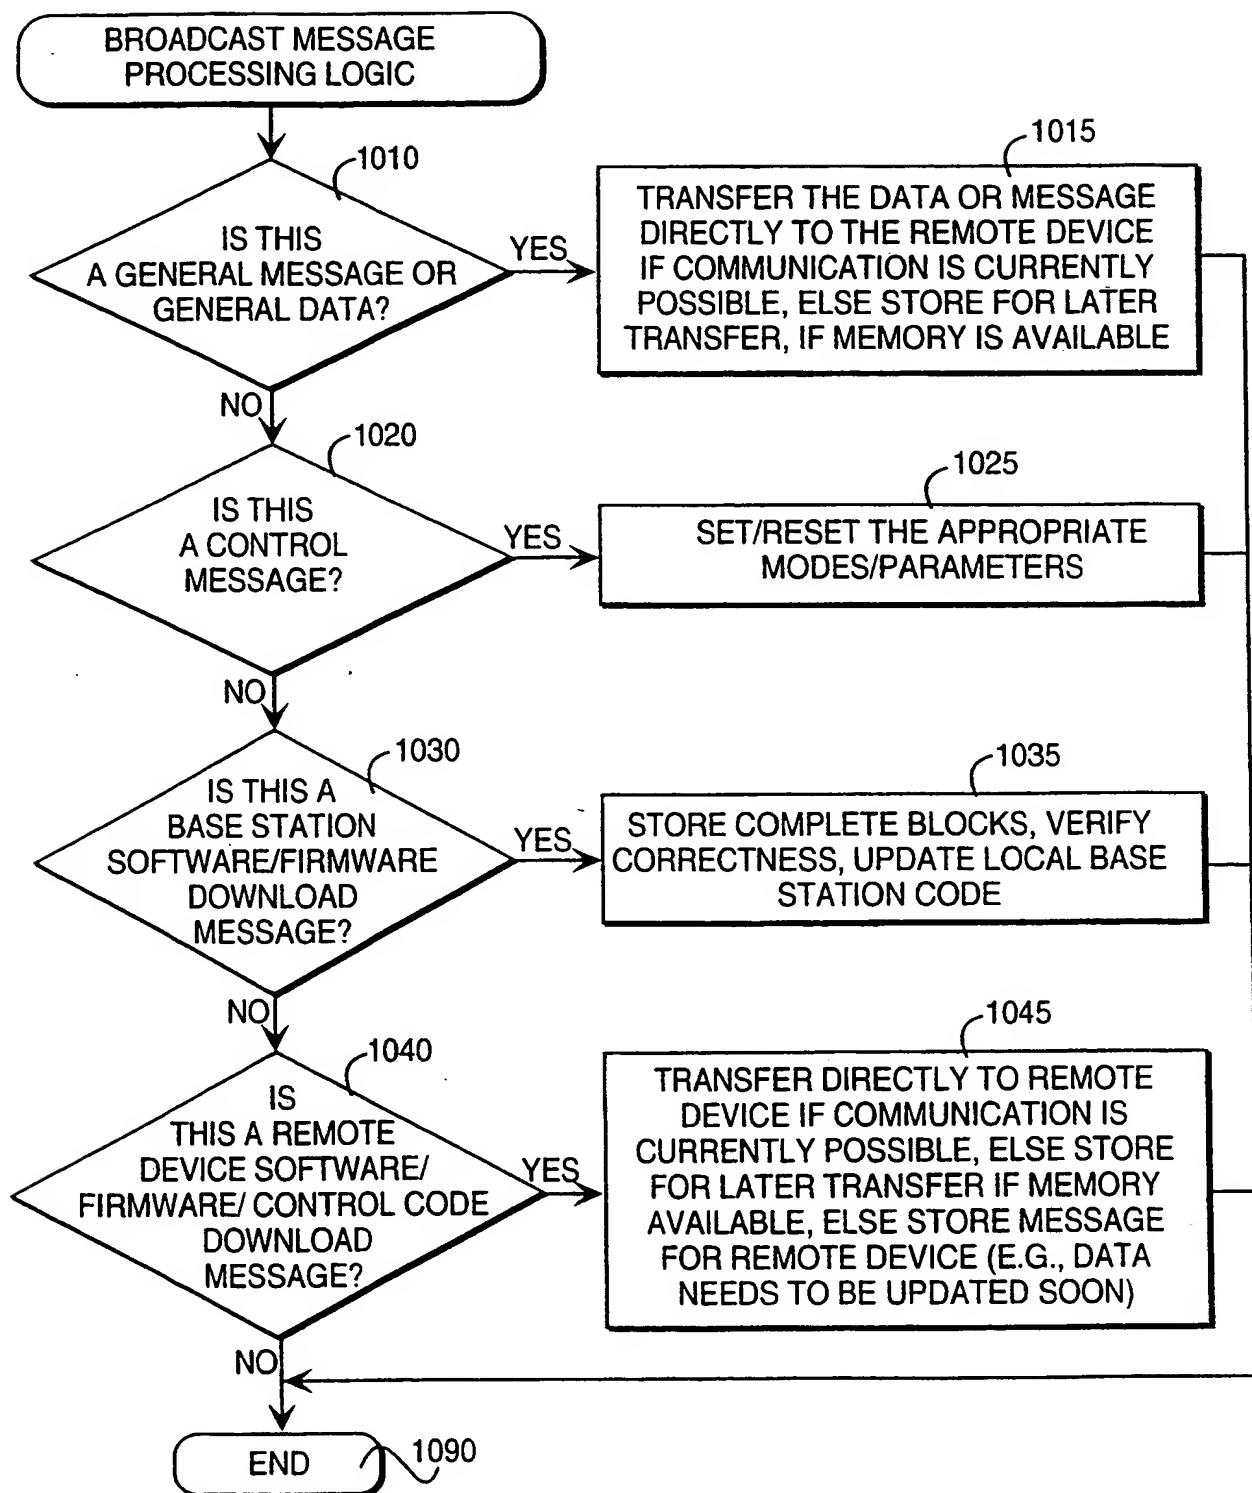 BROADCAST MESSAGE
PROCESSING LOGIC
1010
IS THIS
A GENERAL MESSAGE OR
GENERAL DATA?
YES
1015
TRANSFER THE DATA OR MESSAGE
DIRECTLY TO THE REMOTE DEVICE
IF COMMUNICATION IS CURRENTLY
POSSIBLE, ELSE STORE FOR LATER
TRANSFER, IF MEMORY IS AVAILABLE
NO
1020
IS THIS
A CONTROL
MESSAGE?
YES
1025
SET/RESET THE APPROPRIATE
MODES/PARAMETERS
NO
1030
IS THIS A
BASE STATION
SOFTWARE/FIRMWARE
DOWNLOAD
MESSAGE?
YES
1035
STORE COMPLETE BLOCKS, VERIFY
CORRECTNESS, UPDATE LOCAL BASE
STATION CODE
NO
1040
IS
THIS A REMOTE
DEVICE SOFTWARE/
FIRMWARE/ CONTROL CODE
DOWNLOAD
MESSAGE?
YES
1045
TRANSFER DIRECTLY TO REMOTE
DEVICE IF COMMUNICATION IS
CURRENTLY POSSIBLE, ELSE STORE
FOR LATER TRANSFER IF MEMORY
AVAILABLE, ELSE STORE MESSAGE
FOR REMOTE DEVICE (E.G., DATA
NEEDS TO BE UPDATED SOON)
NO
END
1090